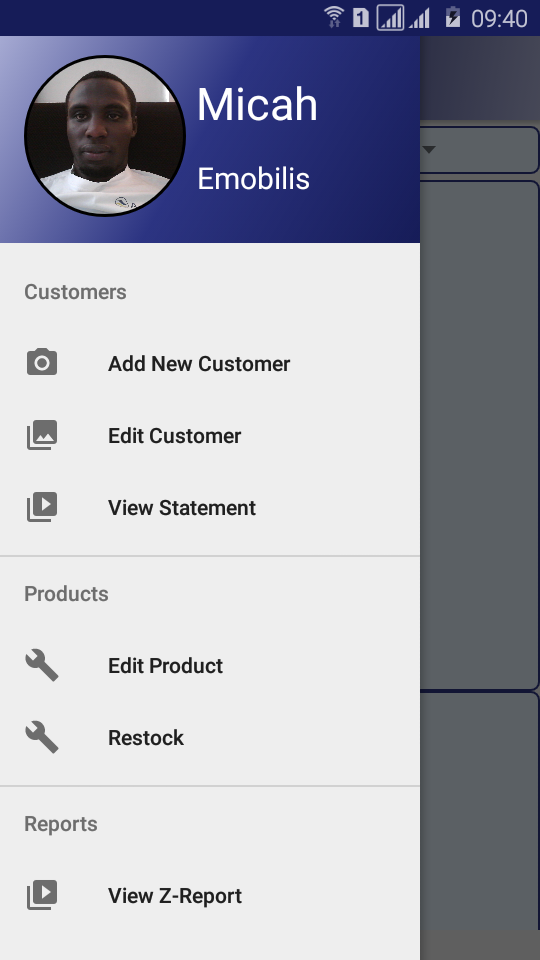 09:40
Micah
Emobilis
Customers
Add New Customer
Edit Customer
View Statement
Products
Edit Product
Restock
Reports
View Z-Report